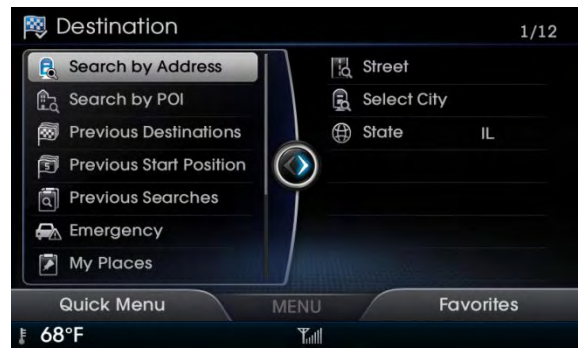 Destination
1/12
Search by Address
Search by POI
Previous Destinations
Previous Start Position
Previous Searches
Emergency
My Places
Street
Select City
State IL
Quick Menu
MENU
Favorites
68°F